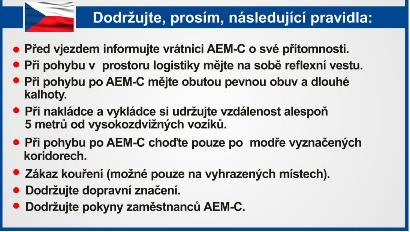 Dodržujte, prosím, následující pravidla:
• Před vjezdem informujte vrátnici AEM-C o své přítomnosti.
• Při pohybu v prostoru logistiky mějte na sobě reflexní vestu.
• Při pohybu po AEM-C mějte obutou pevnou obuv a dlouhé
kalhoty.
• Při nakládce a vykládce si udržujte vzdálenost alespoň
5 metrů od vysokozdvižných vozíků.
• Při pohybu po AEM-C choďte pouze po modře vyznačených
koridorech.
• Zákaz kouření (možné pouze na vyhrazených místech).
• Dodržujte dopravní značení.
• Dodržujte pokyny zaměstnanců AEM-C.